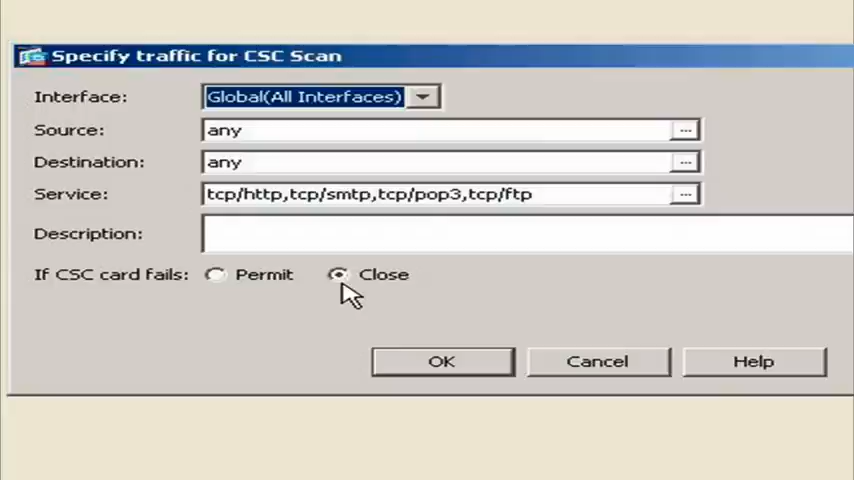 Specify traffic for CSC Scan
Interface: Global(All Interfaces)
Source: any ...
Destination: any ...
Service: tcp/http,tcp/smtp,tcp/pop3,tcp/ftp ...
Description:
If CSC card fails: Permit Close
OK Cancel Help